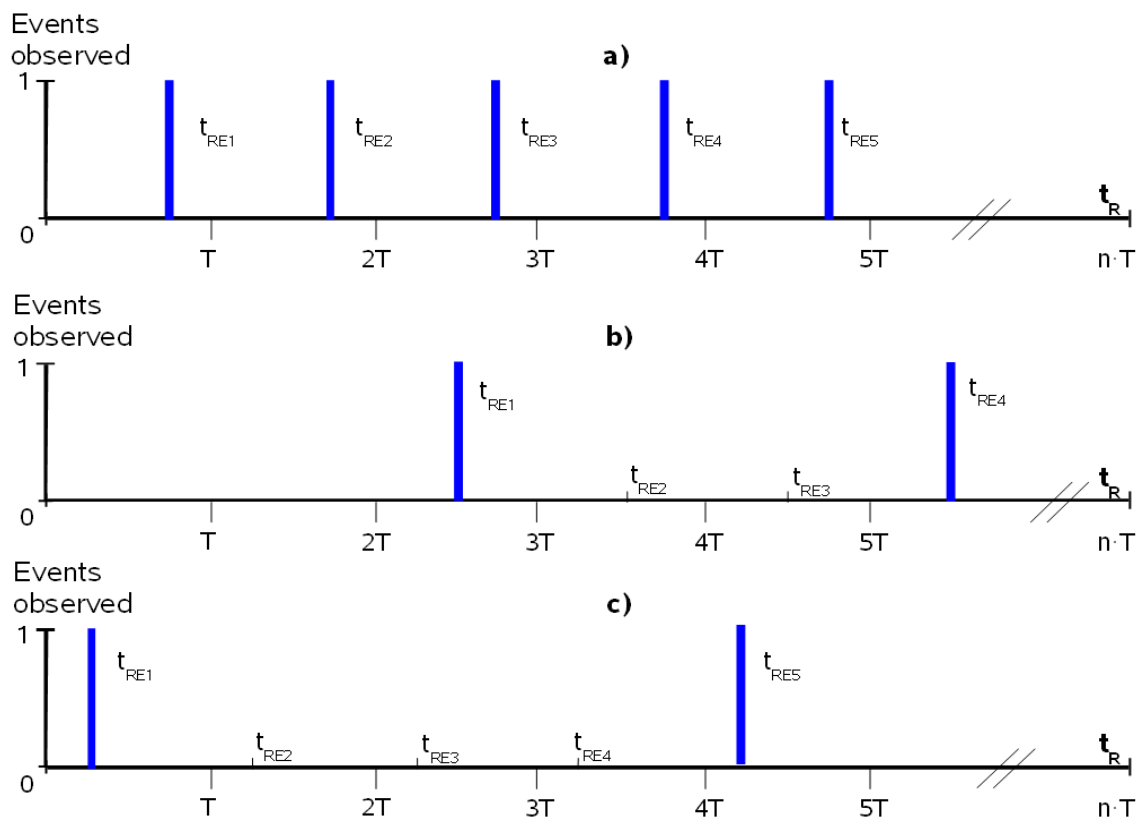 Events
observed
a)
1
t_RE1 t_RE2 t_RE3 t_RE4 t_RE5
t_R
0
T 2T 3T 4T 5T n·T
Events
observed
b)
1
t_RE1 t_RE4
t_RE2 t_RE3 t_R
0
T 2T 3T 4T 5T n·T
Events
observed
c)
1
t_RE1 t_RE5
t_RE2 t_RE3 t_RE4 t_R
0
T 2T 3T 4T 5T n·T